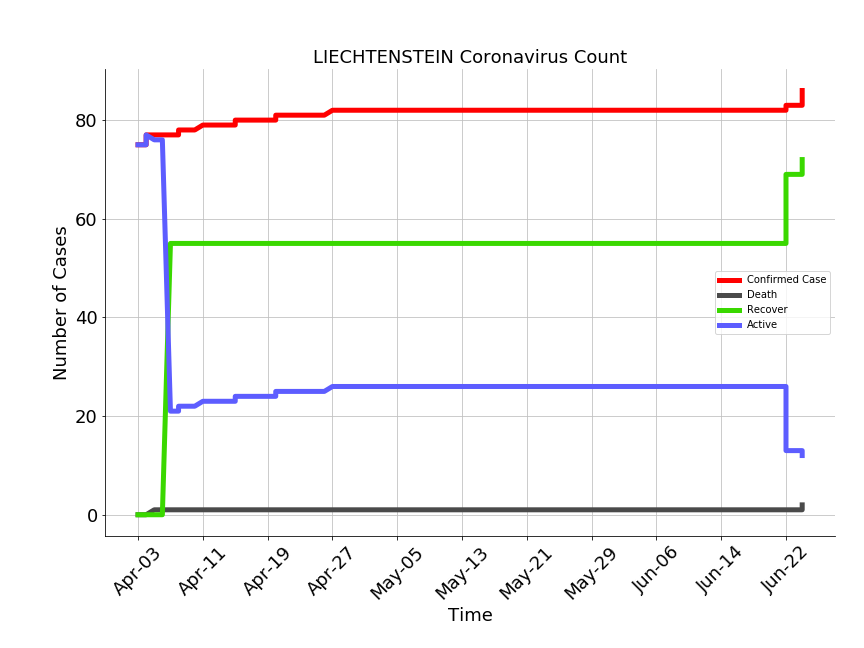 LIECHTENSTEIN Coronavirus Count
Number of Cases
80
60
40
20
0
Confirmed Case
Death
Recover
Active
Apr-03
Apr-11
Apr-19
Apr-27
May-05
May-13
May-21
May-29
Jun-06
Jun-14
Jun-22
Time